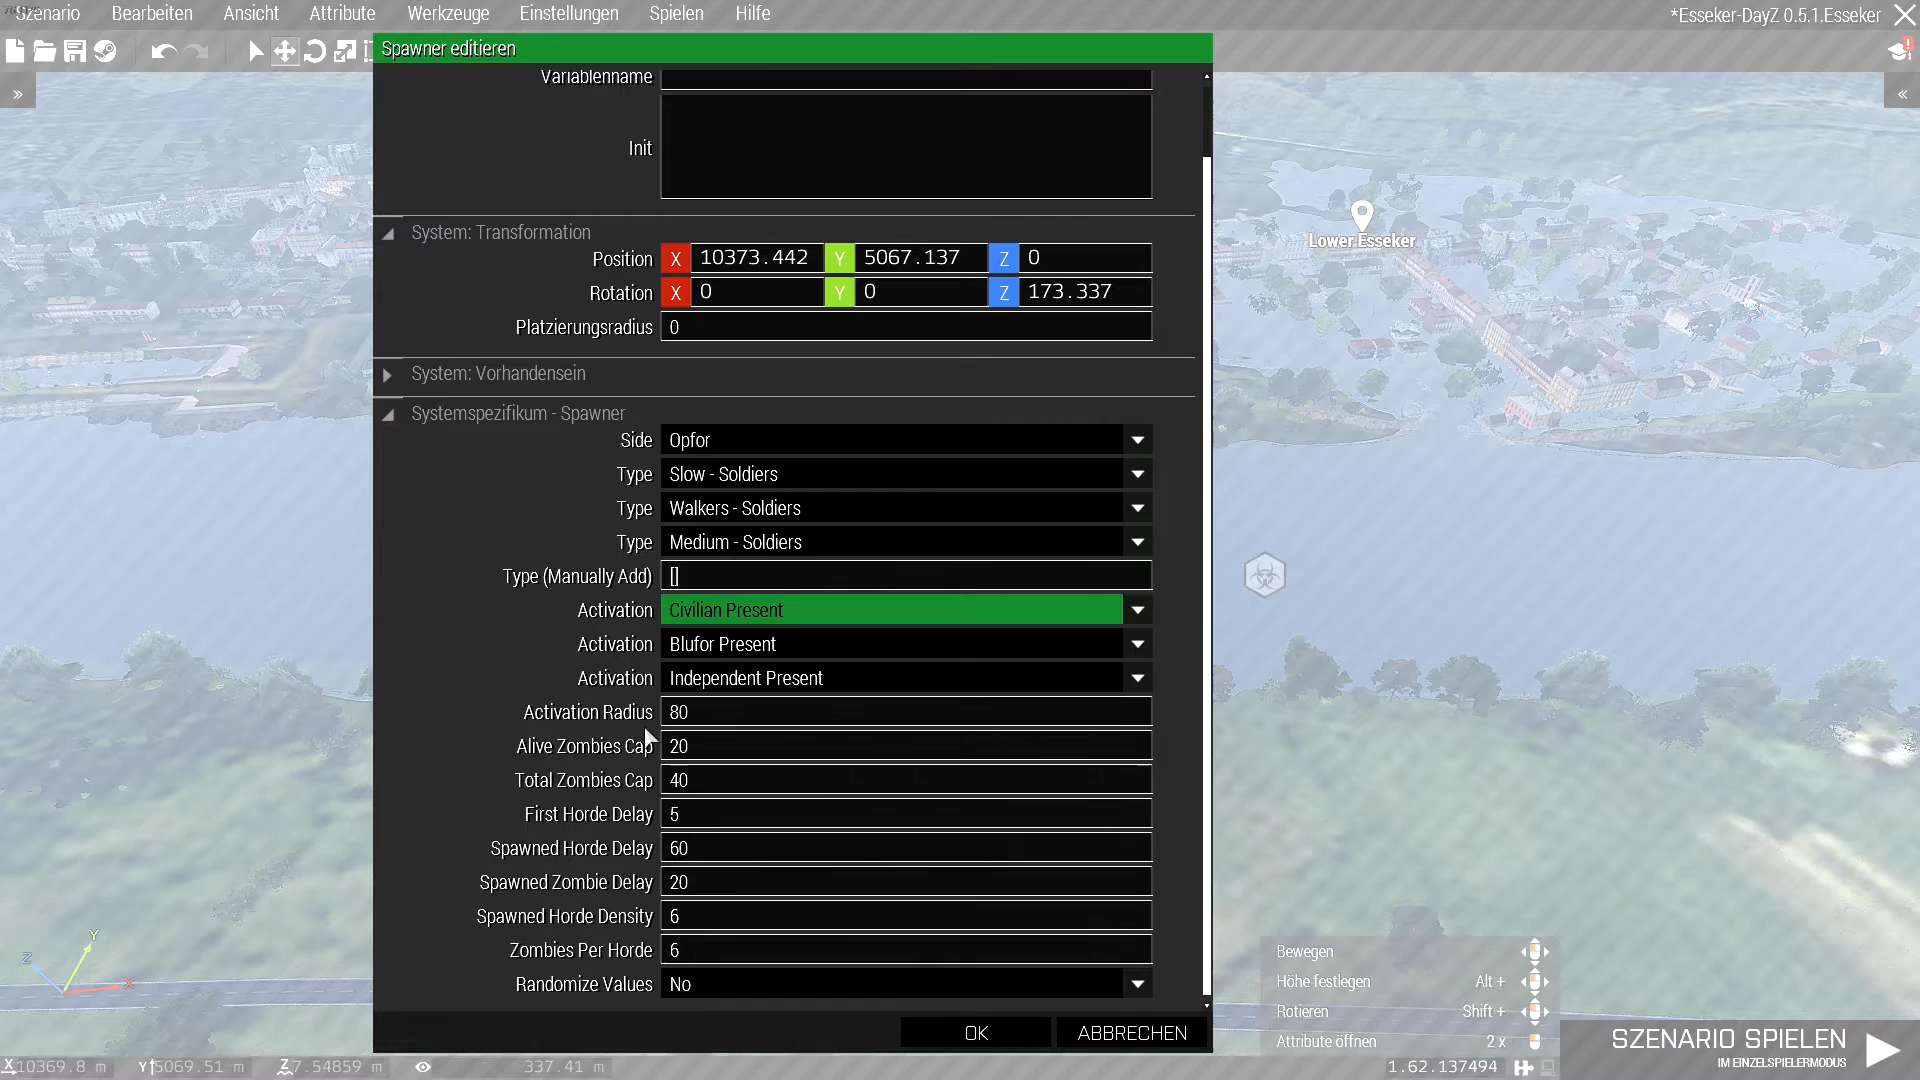 Szenario Bearbeiten Ansicht Attribute Werkzeuge Einstellungen Spielen Hilfe *Esseker-DayZ 0.5.1.Esseker
Spawner editieren
Variablenname
Init
System: Transformation
Position X 10373.442 Y 5067.137 Z 0
Rotation X 0 Y 0 Z 173.337
Platzierungsradius 0
System: Vorhandensein
Systemspezifikum - Spawner
Side Opfor
Type Slow - Soldiers
Type Walkers - Soldiers
Type Medium - Soldiers
Type (Manually Add) []
Activation Civilian Present
Activation Blufor Present
Activation Independent Present
Activation Radius 80
Alive Zombies Cap 20
Total Zombies Cap 40
First Horde Delay 5
Spawned Horde Delay 60
Spawned Zombie Delay 20
Spawned Horde Density 6
Zombies Per Horde 6
Randomize Values No
OK ABBRECHEN
Lower Esseker
Bewegen
Höhe festlegen Alt +
Rotieren Shift +
Attribute öffnen 2 x
Z Y X
X 10369.8 m Y 5069.51 m Z 7.54859 m 337.41 m 1.62.137494
SZENARIO SPIELEN
IM EINZELSPIELERMODUS